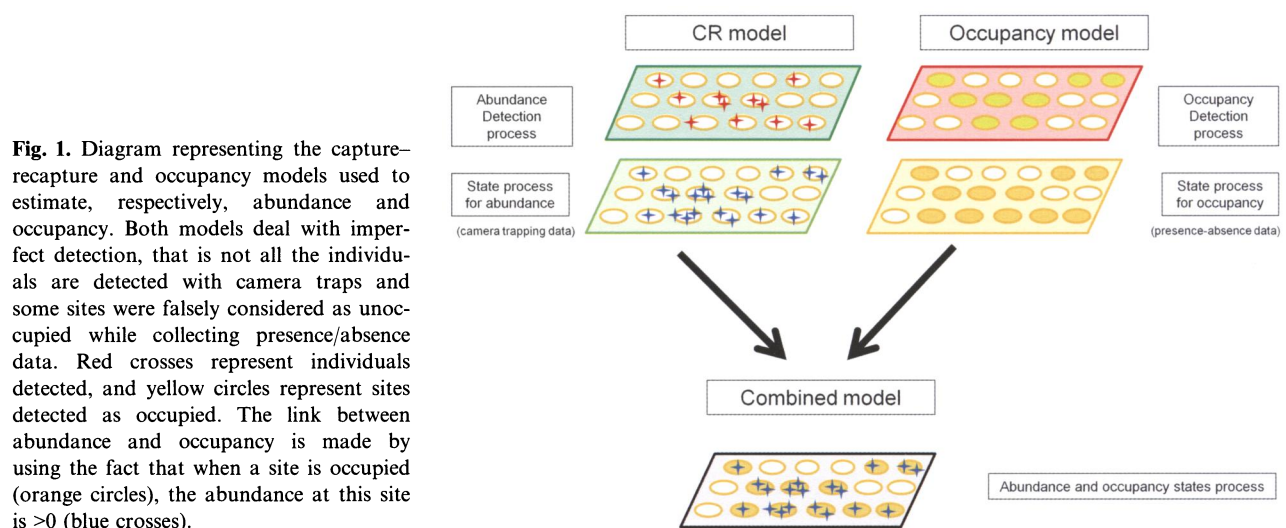 Fig. 1. Diagram representing the capture–
recapture and occupancy models used to
estimate, respectively, abundance and
occupancy. Both models deal with imper-
fect detection, that is not all the individu-
als are detected with camera traps and
some sites were falsely considered as unoc-
cupied while collecting presence/absence
data. Red crosses represent individuals
detected, and yellow circles represent sites
detected as occupied. The link between
abundance and occupancy is made by
using the fact that when a site is occupied
(orange circles), the abundance at this site
is >0 (blue crosses).
CR model
Occupancy model
Abundance
Detection
process
Occupancy
Detection
process
State process
for abundance
(camera trapping data)
State process
for occupancy
(presence-absence data)
Combined model
Abundance and occupancy states process